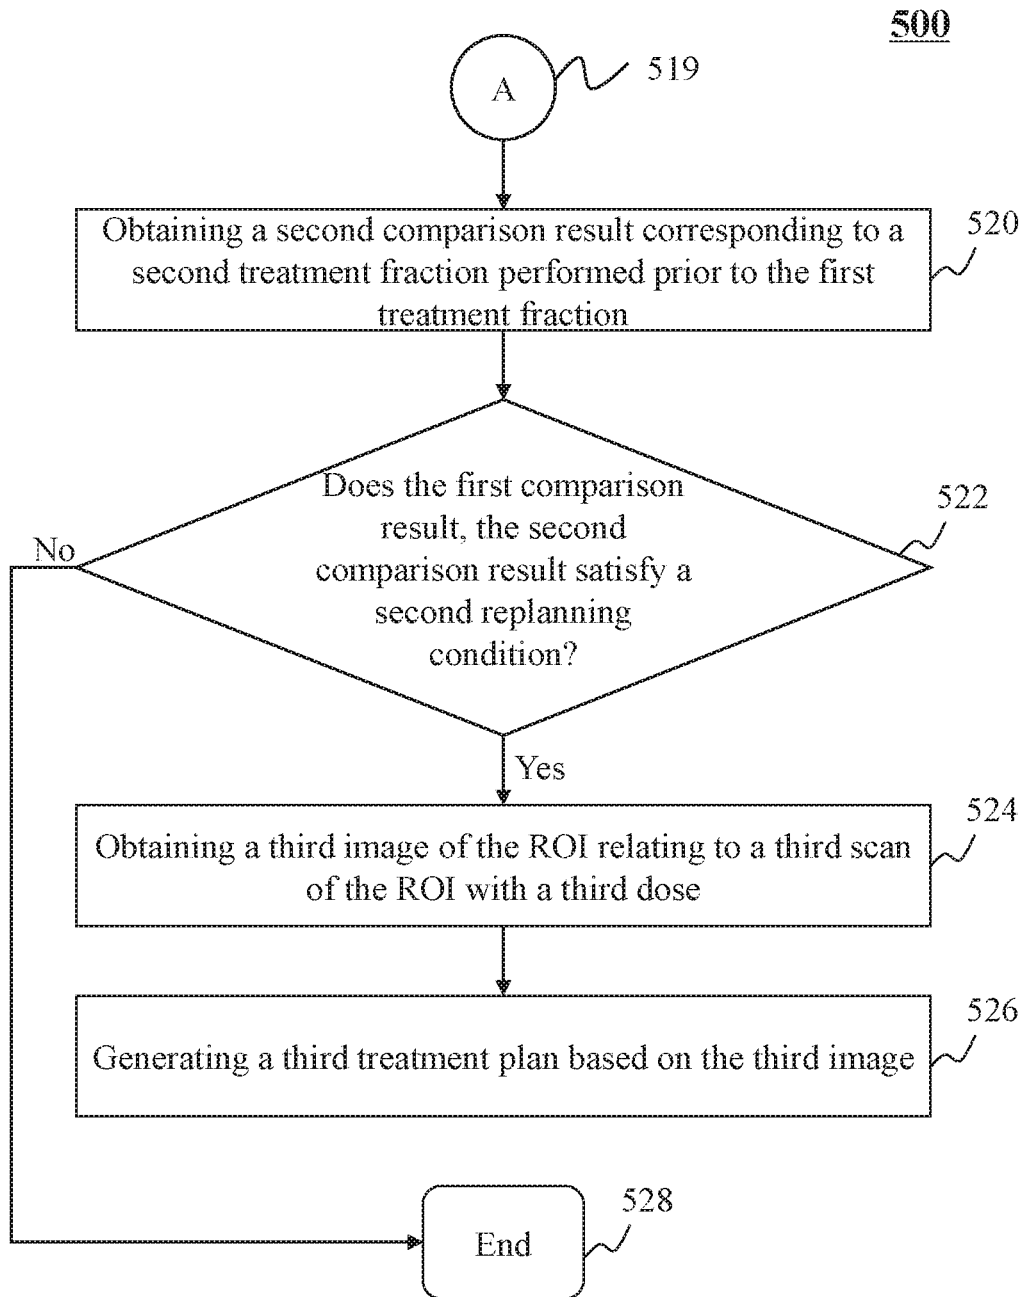 500
A
519
Obtaining a second comparison result corresponding to a
second treatment fraction performed prior to the first
treatment fraction
520
Does the first comparison
result, the second
comparison result satisfy a
second replanning
condition?
522
No
Yes
Obtaining a third image of the ROI relating to a third scan
of the ROI with a third dose
524
Generating a third treatment plan based on the third image
526
End
528